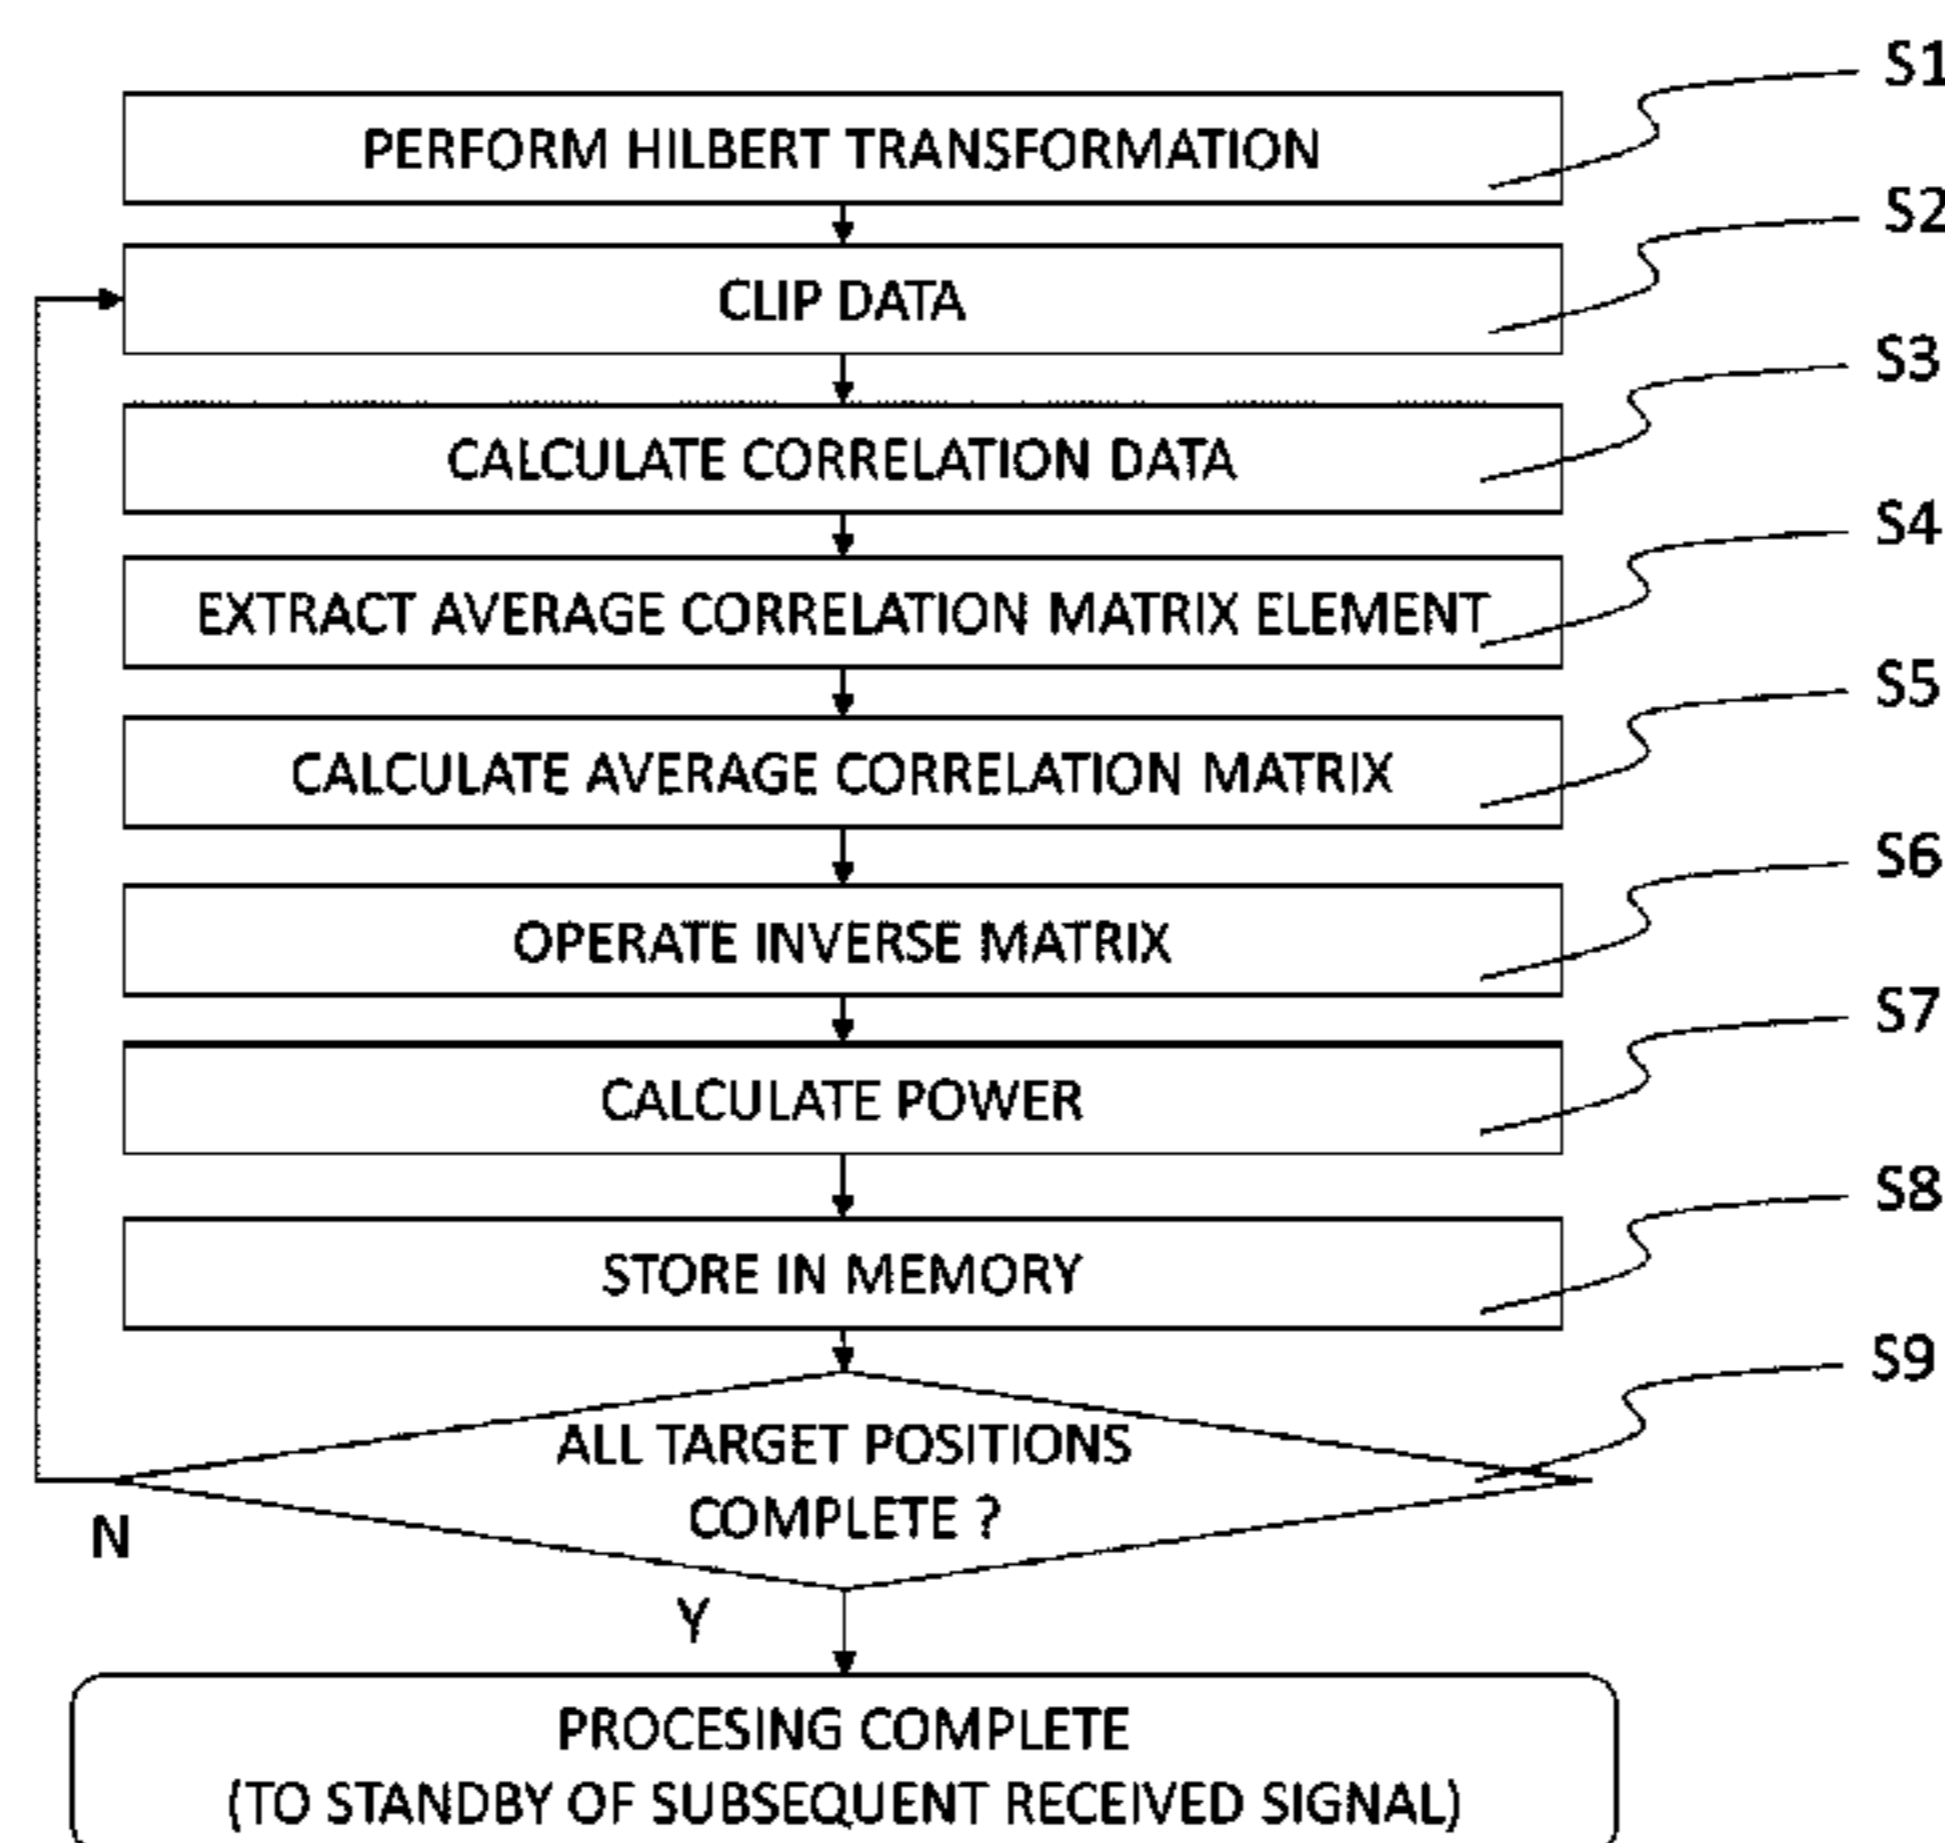 PERFORM HILBERT TRANSFORMATION
S1
CLIP DATA
S2
CALCULATE CORRELATION DATA
S3
EXTRACT AVERAGE CORRELATION MATRIX ELEMENT
S4
CALCULATE AVERAGE CORRELATION MATRIX
S5
OPERATE INVERSE MATRIX
S6
CALCULATE POWER
S7
STORE IN MEMORY
S8
ALL TARGET POSITIONS
COMPLETE ?
S9
N
Y
PROCESING COMPLETE
(TO STANDBY OF SUBSEQUENT RECEIVED SIGNAL)